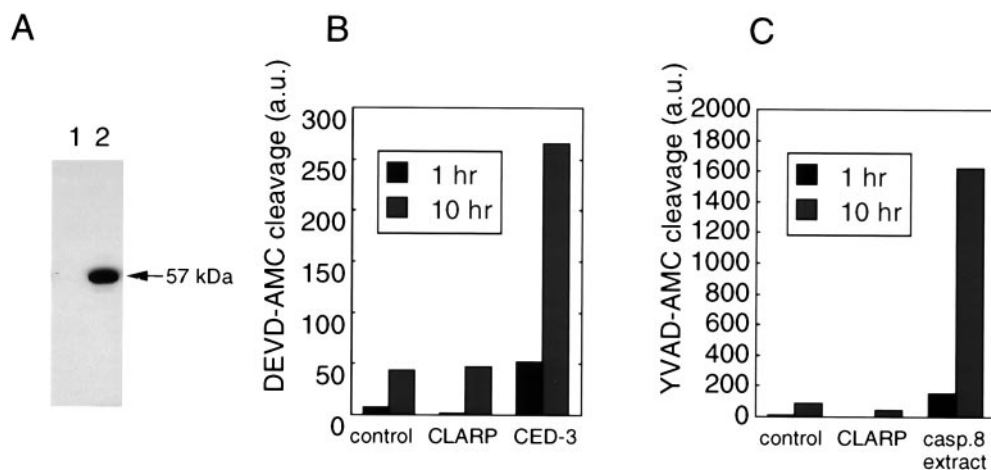 A
1 2
57 kDa
B
DEVD-AMC cleavage (a.u.)
300
250
200
150
100
50
0
1 hr
10 hr
control CLARP CED-3
C
YVAD-AMC cleavage (a.u.)
2000
1800
1600
1400
1200
1000
800
600
400
200
0
1 hr
10 hr
control CLARP casp.8
extract